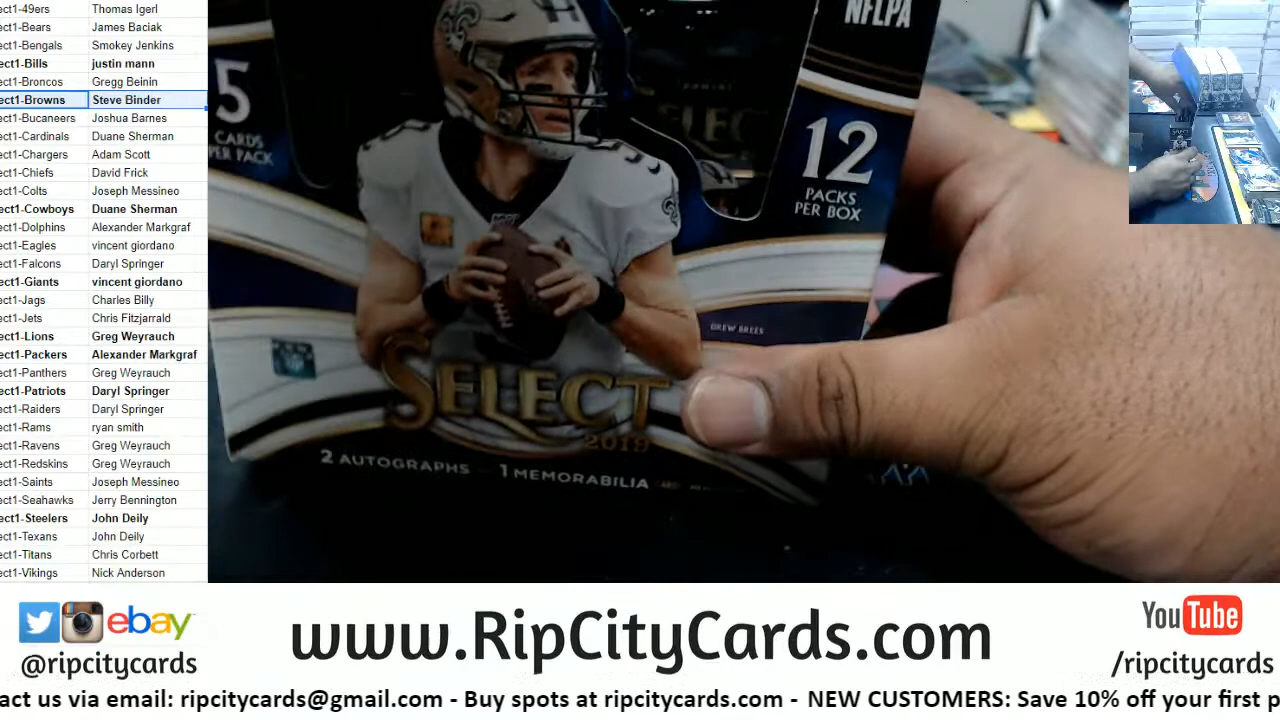 ect1-49ers Thomas Igerl
ect1-Bears James Baciak
ect1-Bengals Smokey Jenkins
ect1-Bills justin mann
ect1-Broncos Gregg Beinin
ect1-Browns Steve Binder
ect1-Bucaneers Joshua Barnes
ect1-Cardinals Duane Sherman
ect1-Chargers Adam Scott
ect1-Chiefs David Frick
ect1-Colts Joseph Messineo
ect1-Cowboys Duane Sherman
ect1-Dolphins Alexander Markgraf
ect1-Eagles vincent giordano
ect1-Falcons Daryl Springer
ect1-Giants vincent giordano
ect1-Jags Charles Billy
ect1-Jets Chris Fitzjarrald
ect1-Lions Greg Weyrauch
ect1-Packers Alexander Markgraf
ect1-Panthers Greg Weyrauch
ect1-Patriots Daryl Springer
ect1-Raiders Daryl Springer
ect1-Rams ryan smith
ect1-Ravens Greg Weyrauch
ect1-Redskins Greg Weyrauch
ect1-Saints Joseph Messineo
ect1-Seahawks Jerry Bennington
ect1-Steelers John Deily
ect1-Texans John Deily
ect1-Titans Chris Corbett
ect1-Vikings Nick Anderson
NFLPA
5
CARDS
PER PACK
PANINI
SELECT
12
PACKS
PER BOX
DREW BREES
SELECT
2019
2 AUTOGRAPHS 1 MEMORABILIA
ebay
@ripcitycards
www.RipCityCards.com
YouTube
/ripcitycards
act us via email: ripcitycards@gmail.com - Buy spots at ripcitycards.com - NEW CUSTOMERS: Save 10% off your first p